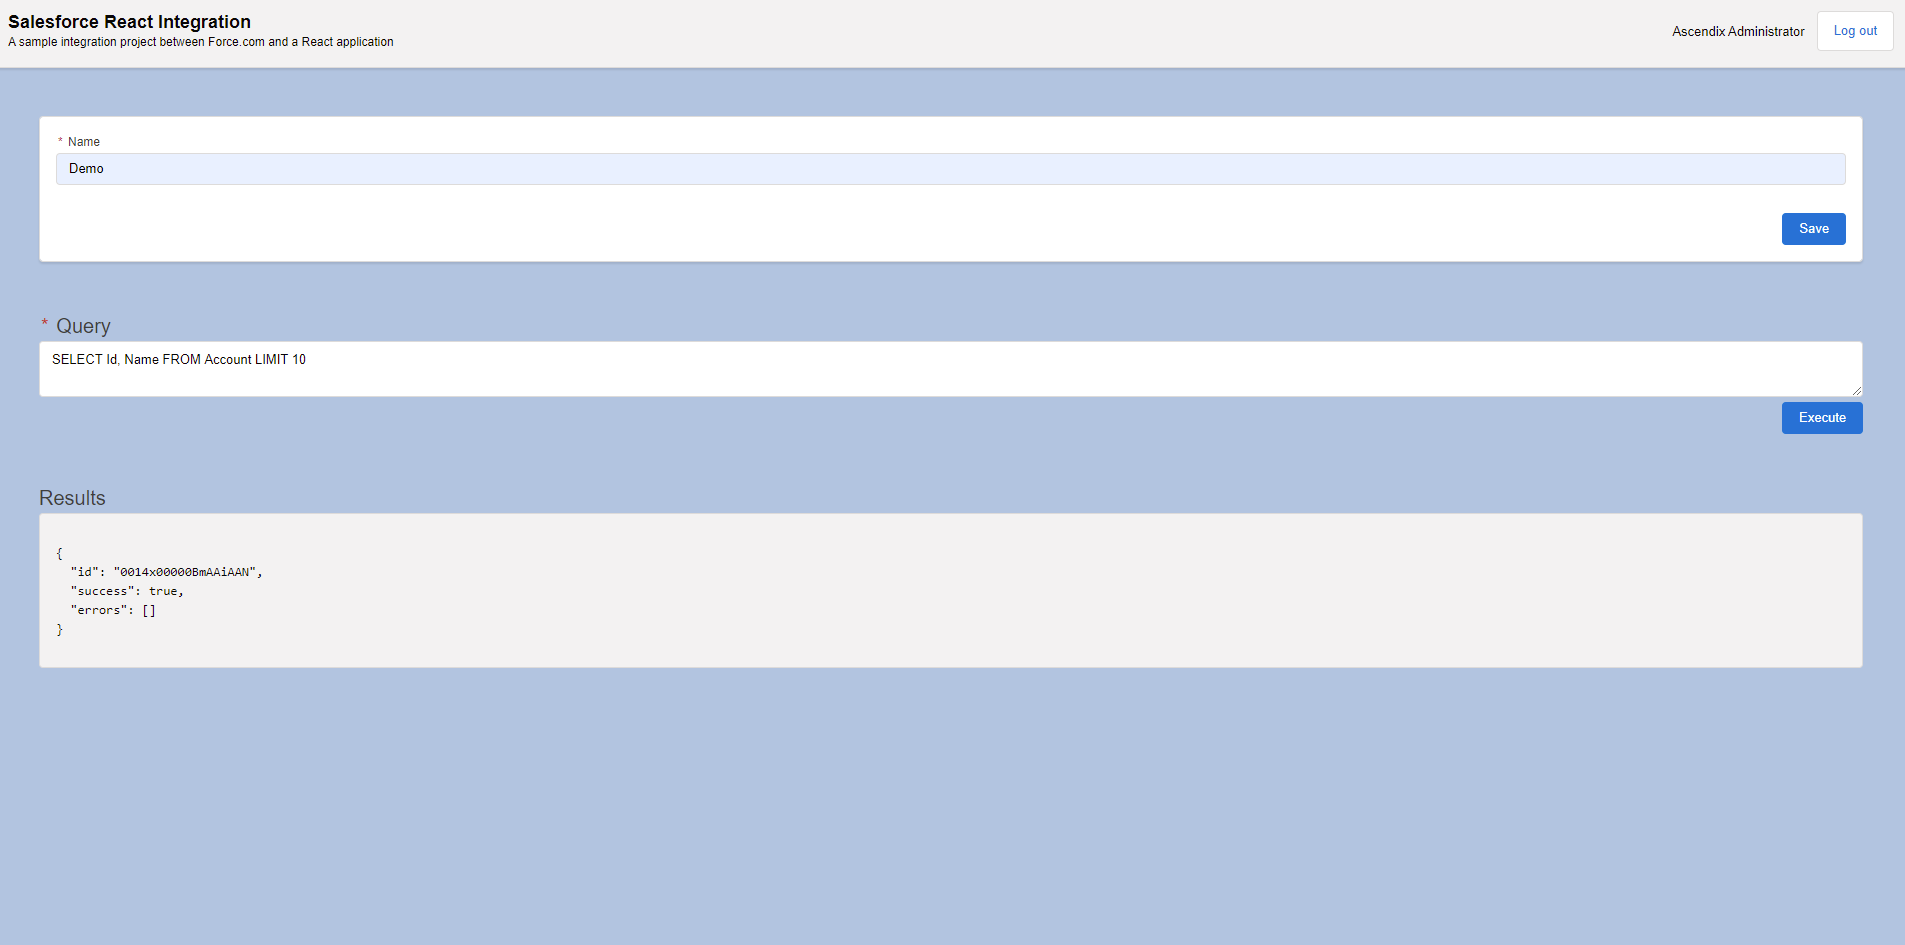 Salesforce React Integration
A sample integration project between Force.com and a React application
Ascendix Administrator
Log out
* Name
Demo
Save
* Query
SELECT Id, Name FROM Account LIMIT 10
Execute
Results
{
"id": "0014x00000BmAAiAAN",
"success": true,
"errors": []
}